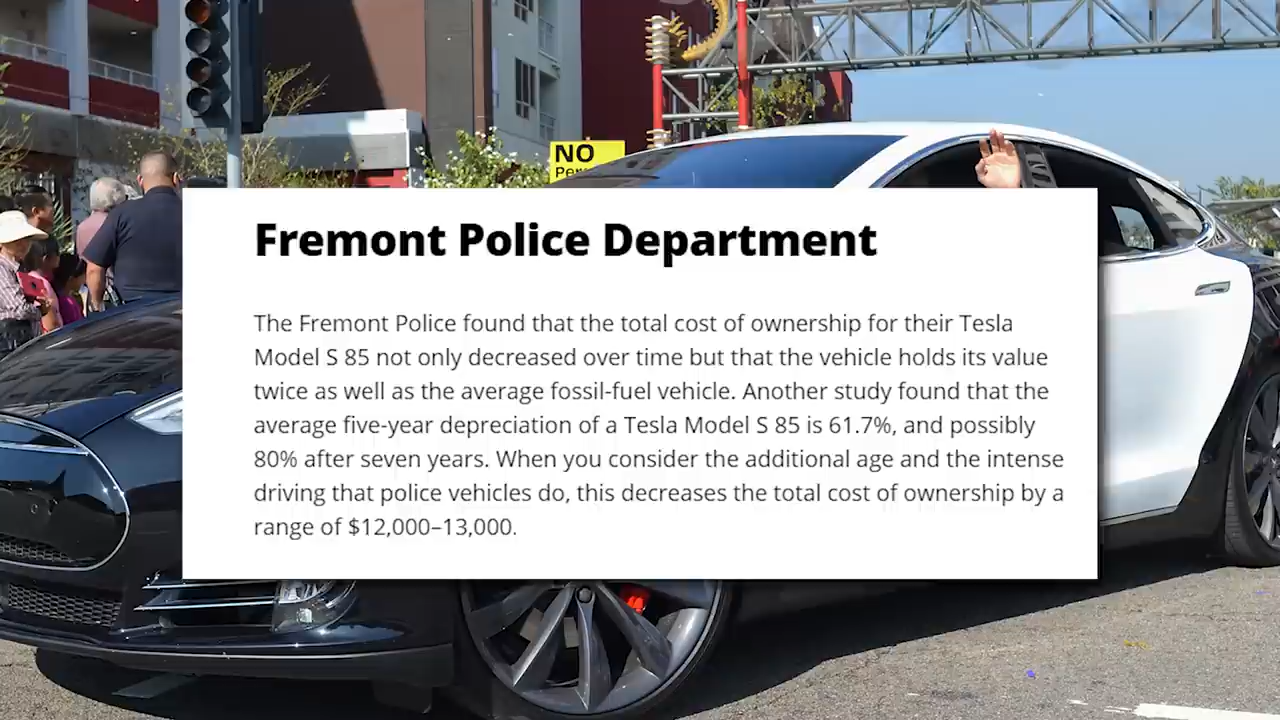 NO
Fremont Police Department
The Fremont Police found that the total cost of ownership for their Tesla
Model S 85 not only decreased over time but that the vehicle holds its value
twice as well as the average fossil-fuel vehicle. Another study found that the
average five-year depreciation of a Tesla Model S 85 is 61.7%, and possibly
80% after seven years. When you consider the additional age and the intense
driving that police vehicles do, this decreases the total cost of ownership by a
range of $12,000–13,000.